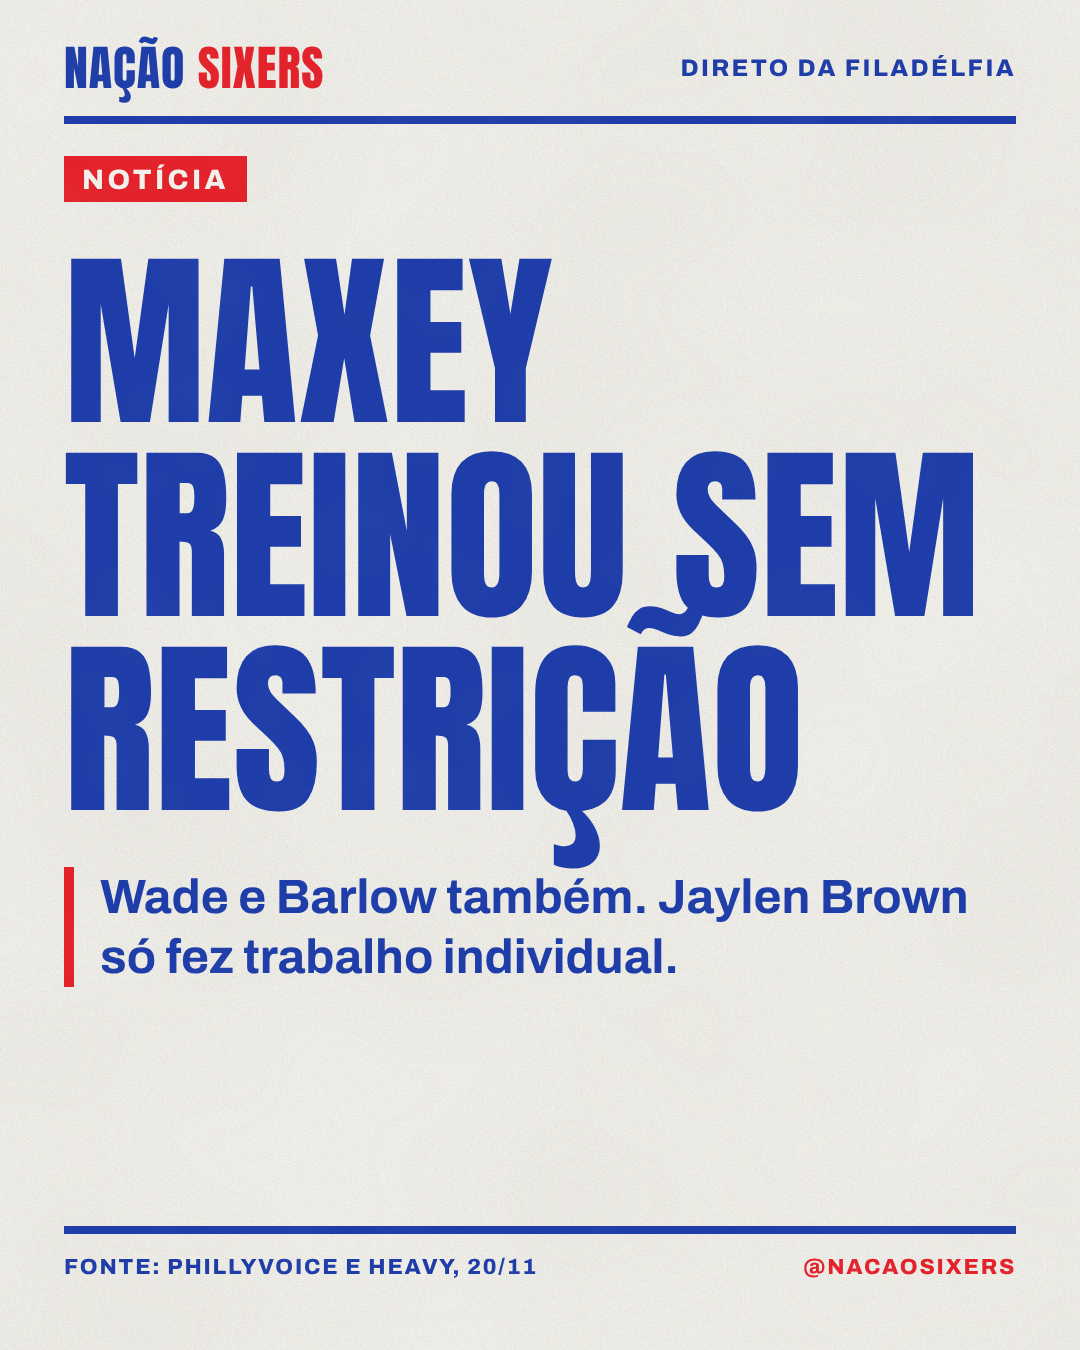 NAÇÃO SIXERS
DIRETO DA FILADÉLFIA
NOTÍCIA
MAXEY
TREINOU SEM
RESTRIÇÃO
Wade e Barlow também. Jaylen Brown
só fez trabalho individual.
FONTE: PHILLYVOICE E HEAVY, 20/11
@NACAOSIXERS